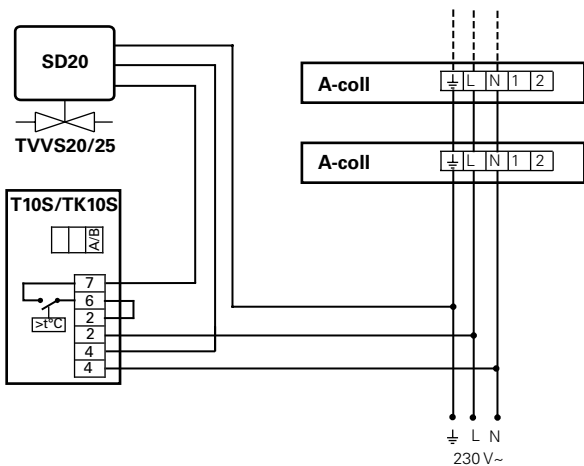 SD20
TVVS20/25
A-coll ⏚ L N 1 2
A-coll ⏚ L N 1 2
T10S/TK10S
A/B
7
6
2
>t°C
2
4
4
⏚ L N
230 V~